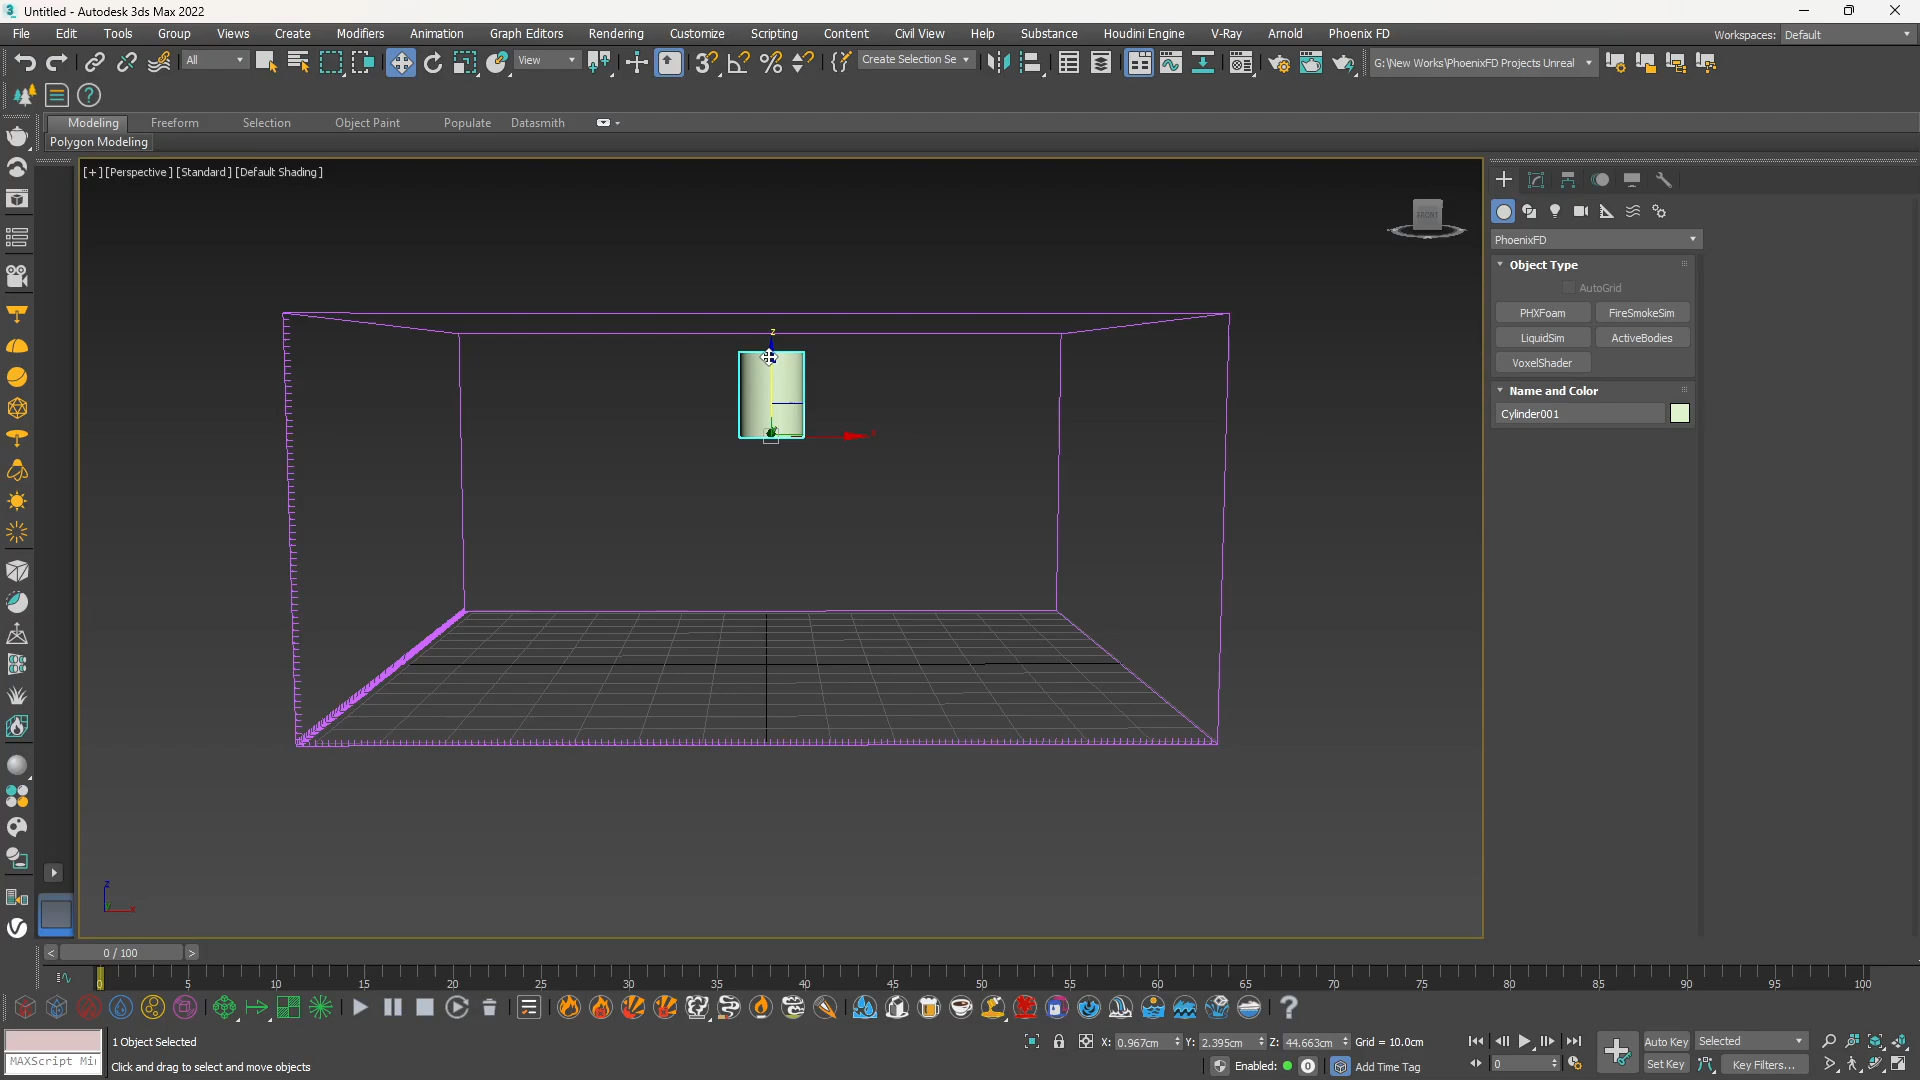 Untitled - Autodesk 3ds Max 2022
File Edit Tools Group Views Create Modifiers Animation Graph Editors Rendering Customize Scripting Content Civil View Help Substance Houdini Engine V-Ray Arnold Phoenix FD Workspaces: Default
All View Create Selection Se G:\New Works\PhoenixFD Projects Unreal
Modeling Freeform Selection Object Paint Populate Datasmith
Polygon Modeling
[+] [Perspective ] [Standard ] [Default Shading ]
FRONT
PhoenixFD
Object Type
AutoGrid
PHXFoam FireSmokeSim
LiquidSim ActiveBodies
VoxelShader
Name and Color
Cylinder001
z
x
z
x
< 0 / 100 >
0 5 10 15 20 25 30 35 40 45 50 55 60 65 70 75 80 85 90 95 100
1 Object Selected X: 0.967cm Y: 2.395cm Z: 44.663cm Grid = 10.0cm Auto Key Selected
MAXScript Mi Click and drag to select and move objects Enabled: 0 Add Time Tag 0 Set Key Key Filters...